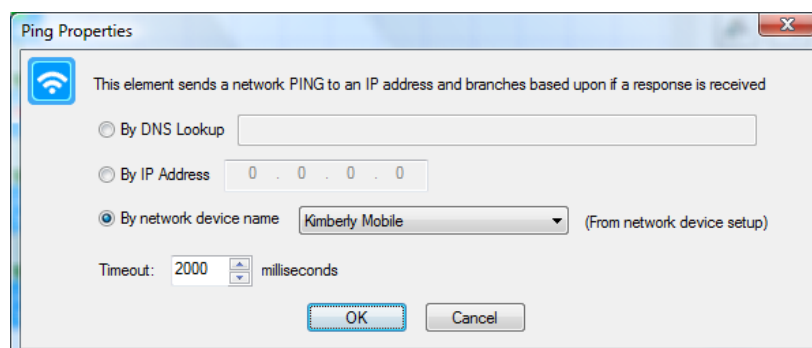 Ping Properties
This element sends a network PING to an IP address and branches based upon if a response is received
By DNS Lookup
By IP Address 0 . 0 . 0 . 0
By network device name Kimberly Mobile (From network device setup)
Timeout: 2000 milliseconds
OK Cancel